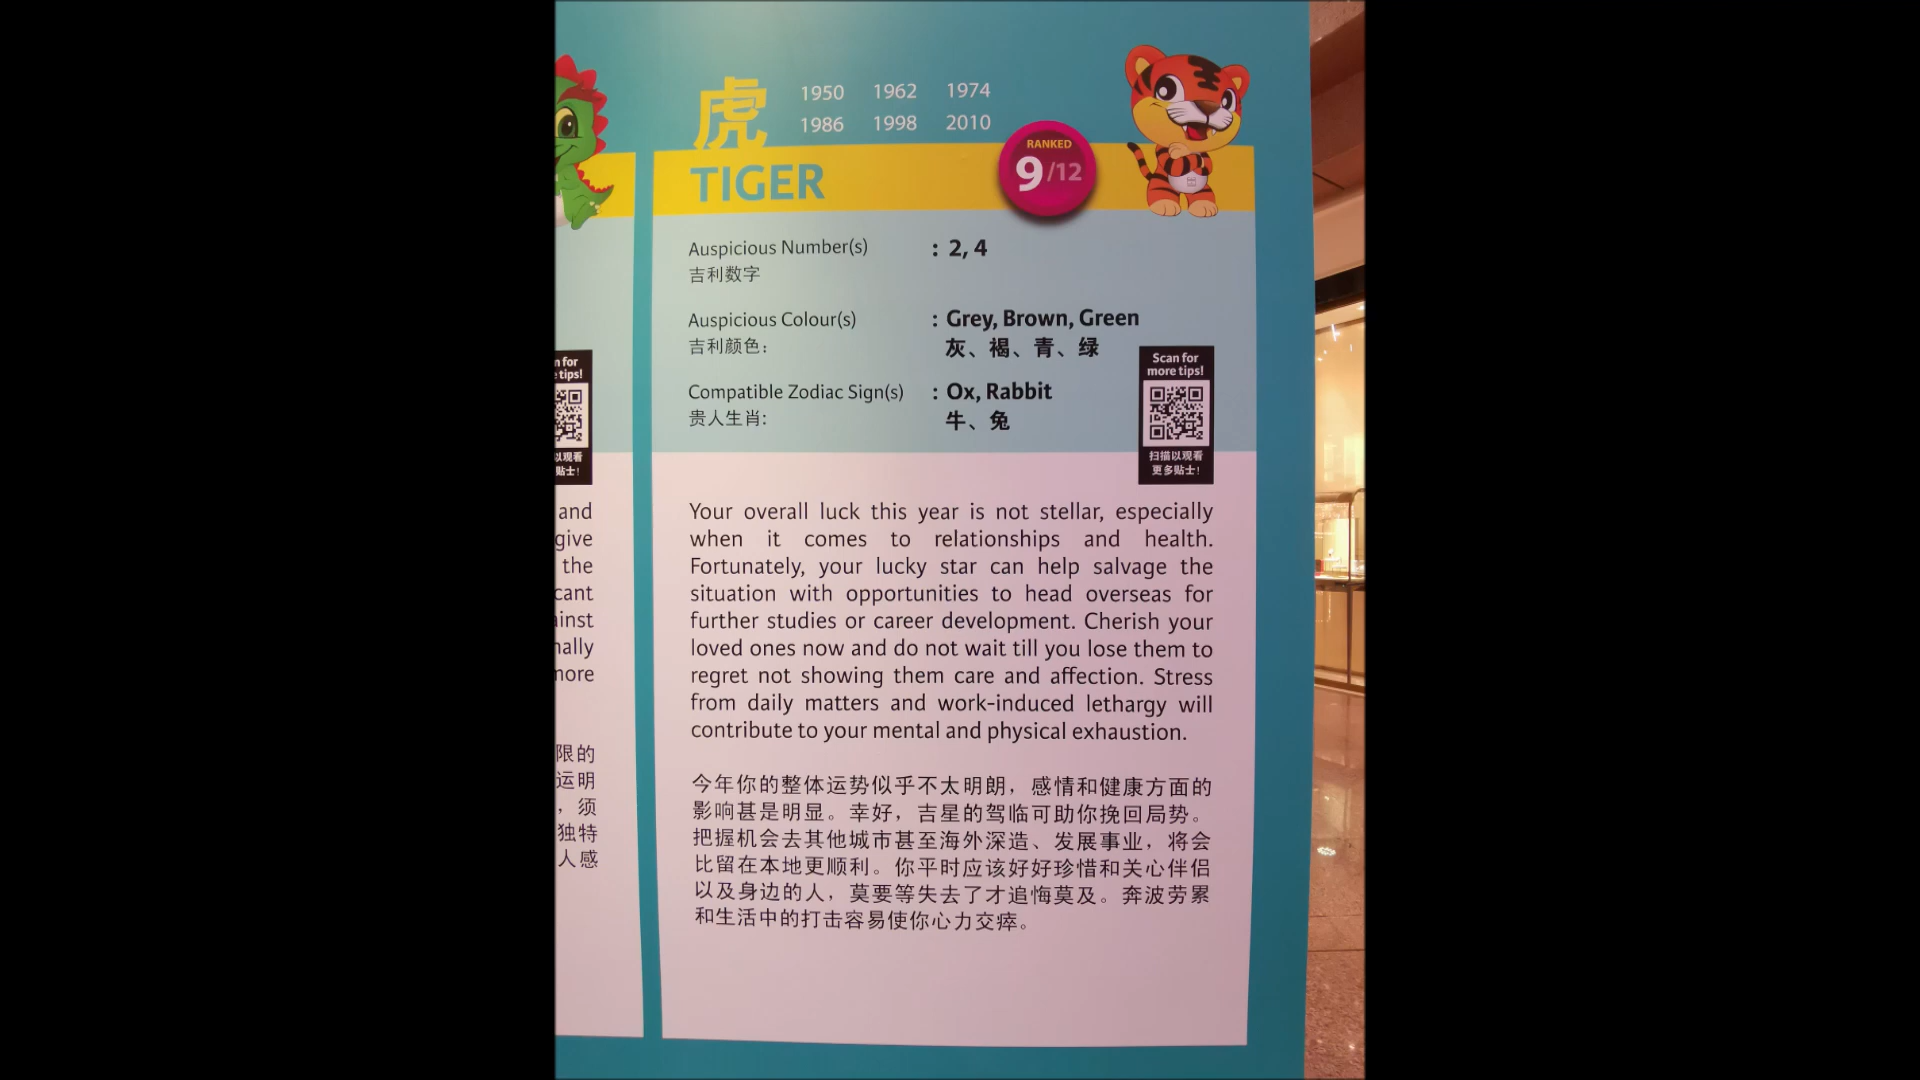 虎
1950 1962 1974
1986 1998 2010
TIGER
RANKED
9/12
Auspicious Number(s) : 2, 4
吉利数字
Auspicious Colour(s) : Grey, Brown, Green
吉利颜色： 灰、褐、青、绿
Compatible Zodiac Sign(s) : Ox, Rabbit
贵人生肖: 牛、兔
Scan for
more tips!
扫描以观看
更多贴士!
Your overall luck this year is not stellar, especially
when it comes to relationships and health.
Fortunately, your lucky star can help salvage the
situation with opportunities to head overseas for
further studies or career development. Cherish your
loved ones now and do not wait till you lose them to
regret not showing them care and affection. Stress
from daily matters and work-induced lethargy will
contribute to your mental and physical exhaustion.
今年你的整体运势似乎不太明朗，感情和健康方面的
影响甚是明显。幸好，吉星的驾临可助你挽回局势。
把握机会去其他城市甚至海外深造、发展事业，将会
比留在本地更顺利。你平时应该好好珍惜和关心伴侣
以及身边的人，莫要等失去了才追悔莫及。奔波劳累
和生活中的打击容易使你心力交瘁。
for
tips!
以观看
贴士!
and
give
the
more
限的
运明
，须
独特
人感